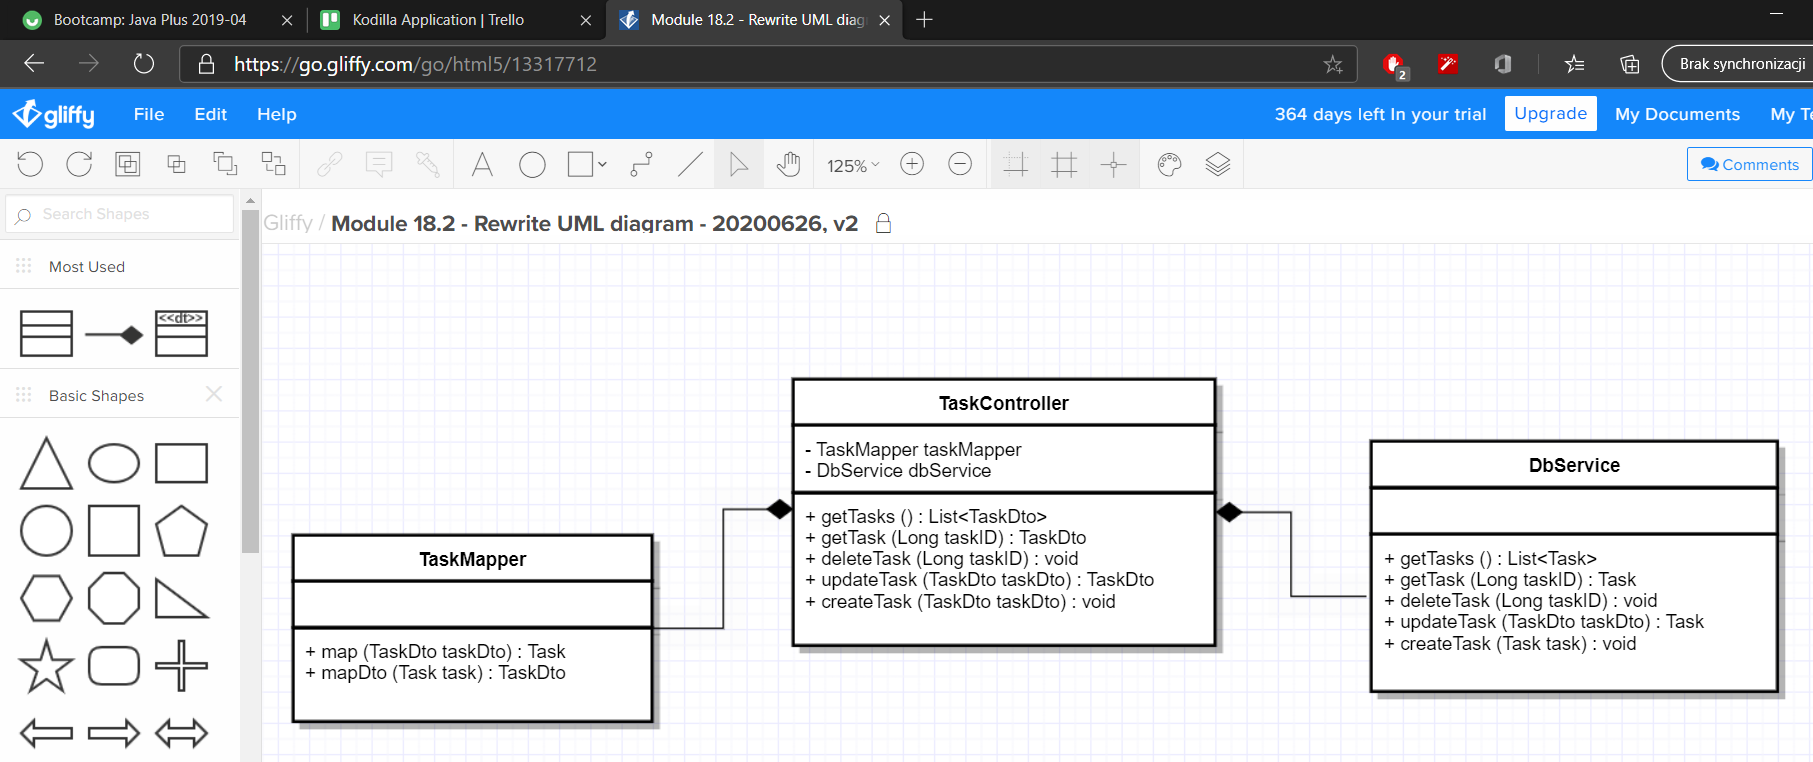 Bootcamp: Java Plus 2019-04
Kodilla Application | Trello
Module 18.2 - Rewrite UML diag
https://go.gliffy.com/go/html5/13317712
2
Brak synchronizacji
gliffy
File
Edit
Help
364 days left In your trial
Upgrade
My Documents
My Te
125%
Comments
Search Shapes
Gliffy / Module 18.2 - Rewrite UML diagram - 20200626, v2
Most Used
<<dt>>
Basic Shapes
TaskController
- TaskMapper taskMapper
- DbService dbService
+ getTasks () : List<TaskDto>
+ getTask (Long taskID) : TaskDto
+ deleteTask (Long taskID) : void
+ updateTask (TaskDto taskDto) : TaskDto
+ createTask (TaskDto taskDto) : void
DbService
+ getTasks () : List<Task>
+ getTask (Long taskID) : Task
+ deleteTask (Long taskID) : void
+ updateTask (TaskDto taskDto) : Task
+ createTask (Task task) : void
TaskMapper
+ map (TaskDto taskDto) : Task
+ mapDto (Task task) : TaskDto